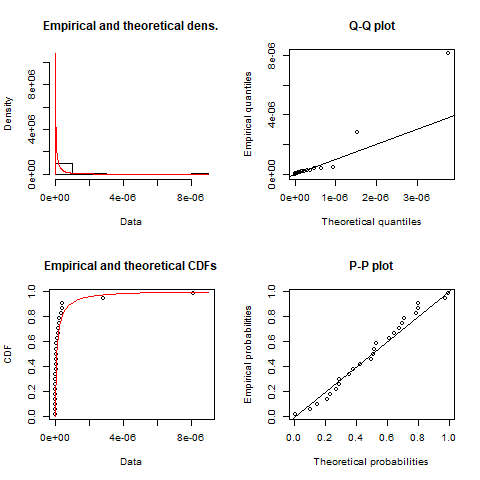 Empirical and theoretical dens.
Density
0e+00 4e+06 8e+06
0e+00 4e-06 8e-06
Data
Q-Q plot
Empirical quantiles
0e+00 4e+06 8e-06
0e+00 1e+06 2e+06 3e+06
Theoretical quantiles
Empirical and theoretical CDFs
CDF
0.0 0.2 0.4 0.6 0.8 1.0
0e+00 4e+06 8e+06
Data
P-P plot
Empirical probabilities
0.0 0.2 0.4 0.6 0.8 1.0
0.0 0.2 0.4 0.6 0.8 1.0
Theoretical probabilities